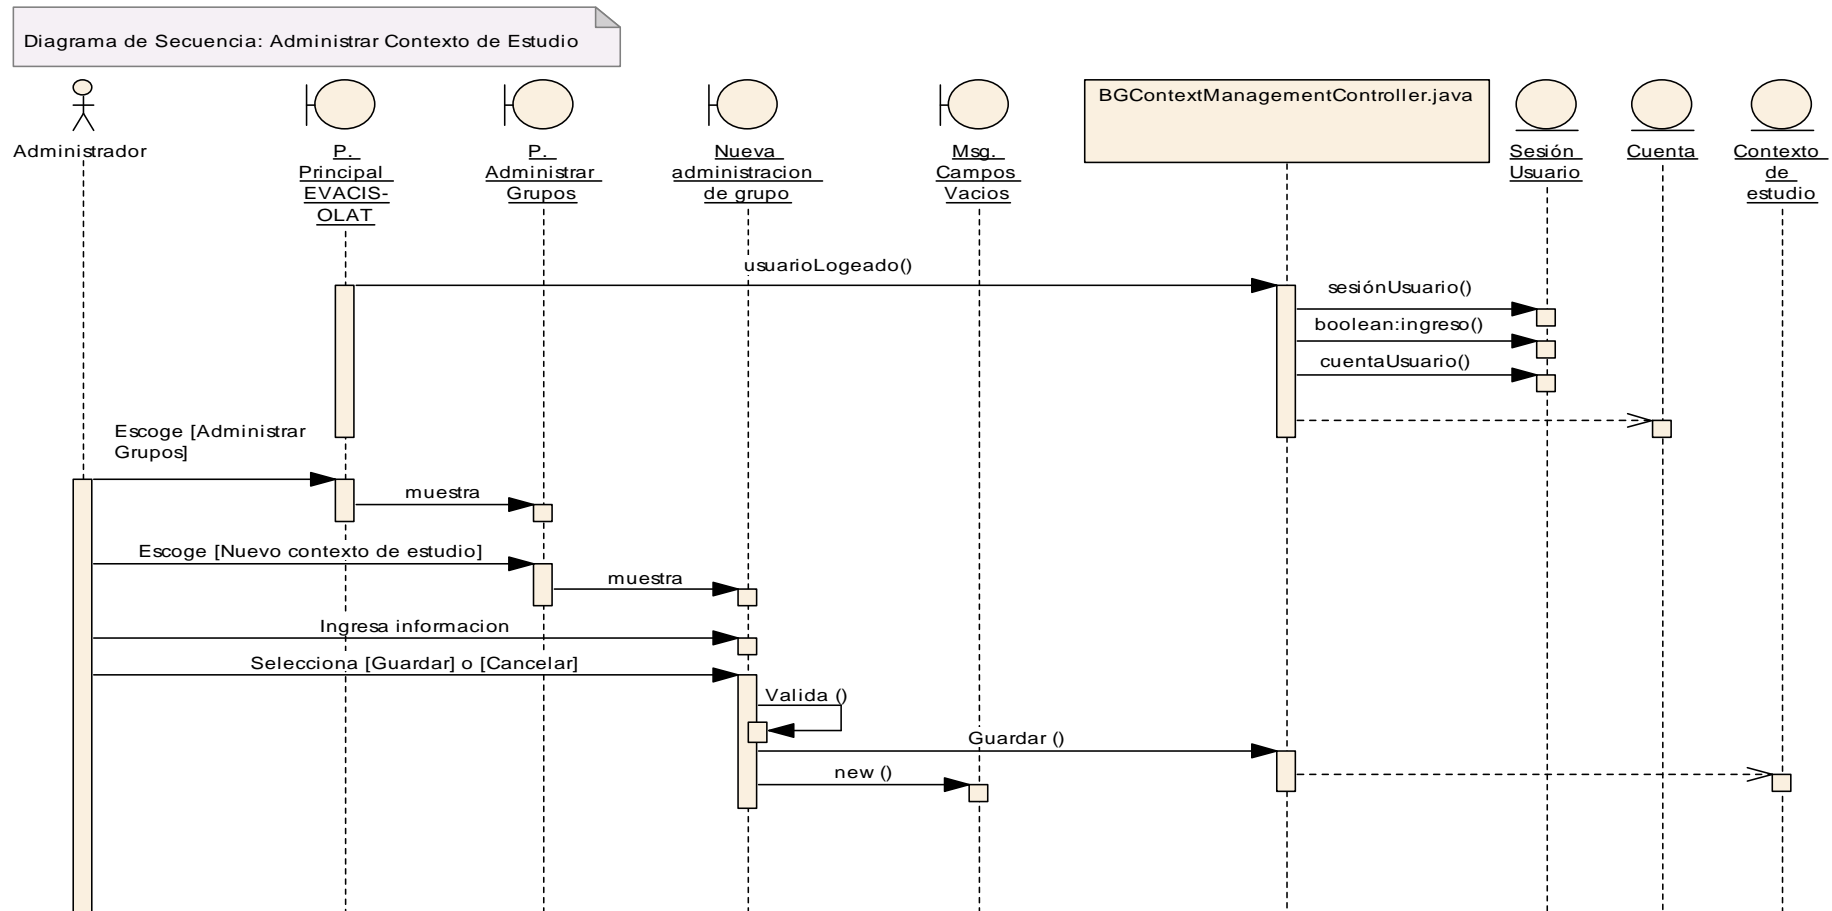 Diagrama de Secuencia: Administrar Contexto de Estudio
BGContextManagementController.java
Administrador
P.
Principal
EVACIS-
OLAT
P.
Administrar
Grupos
Nueva
administracion
de grupo
Msg.
Campos
Vacios
Sesión
Usuario
Cuenta
Contexto
de
estudio
usuarioLogeado()
sesiónUsuario()
boolean:ingreso()
cuentaUsuario()
Escoge [Administrar
Grupos]
muestra
Escoge [Nuevo contexto de estudio]
muestra
Ingresa informacion
Selecciona [Guardar] o [Cancelar]
Valida ()
Guardar ()
new ()